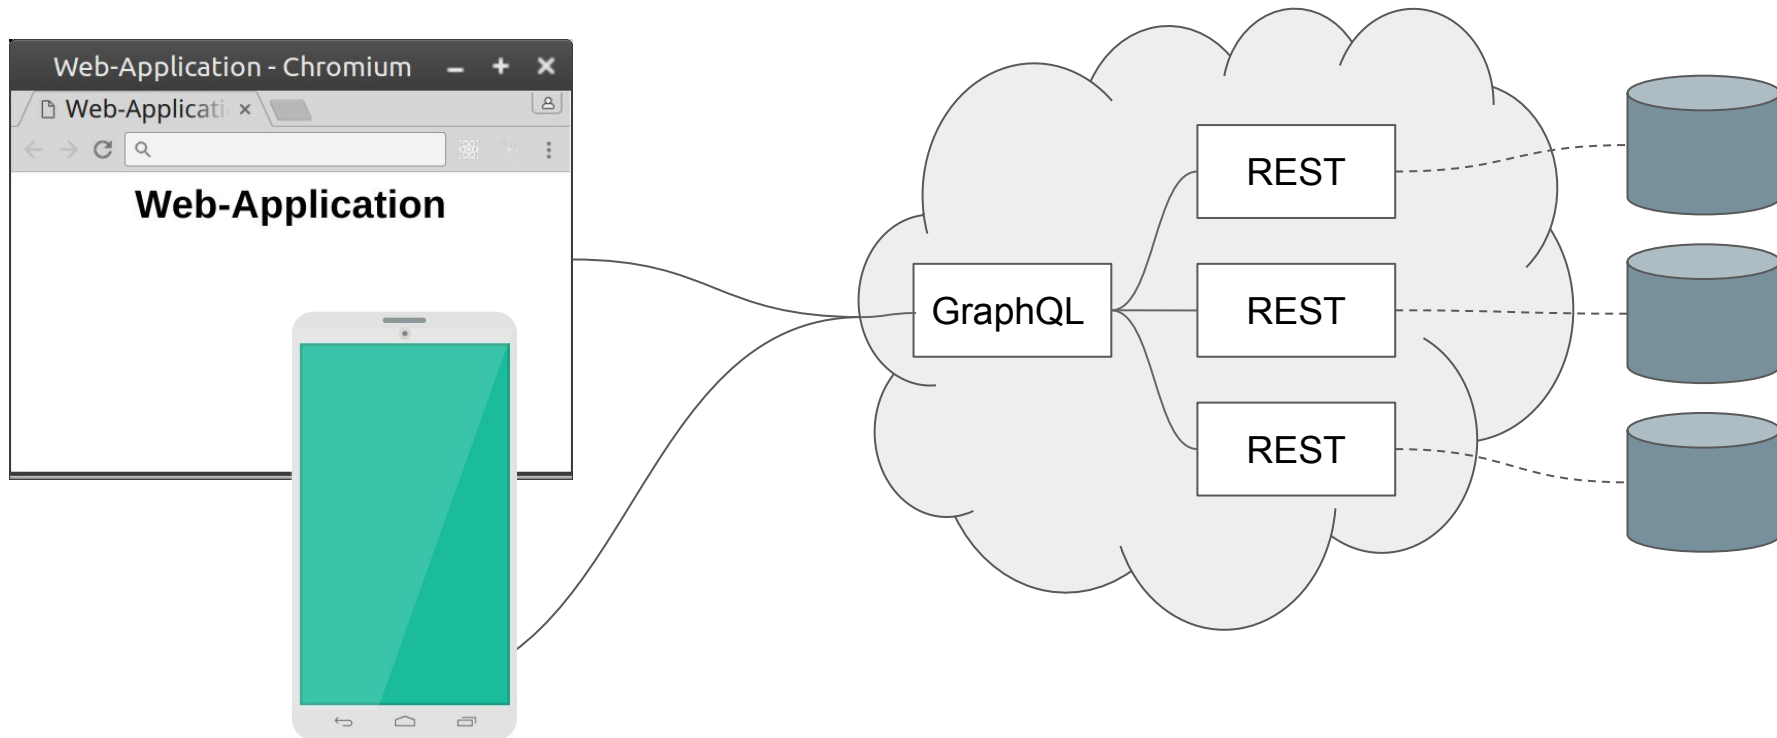 Web-Application - Chromium
Web-Applicati
Web-Application
GraphQL
REST
REST
REST